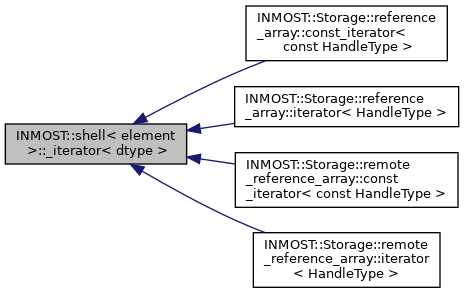 INMOST::Storage::reference
_array::const_iterator<
const HandleType >
INMOST::Storage::reference
_array::iterator< HandleType >
INMOST::shell< element
>::_iterator< dtype >
INMOST::Storage::remote
_reference_array::const
_iterator< const HandleType >
INMOST::Storage::remote
_reference_array::iterator
< HandleType >